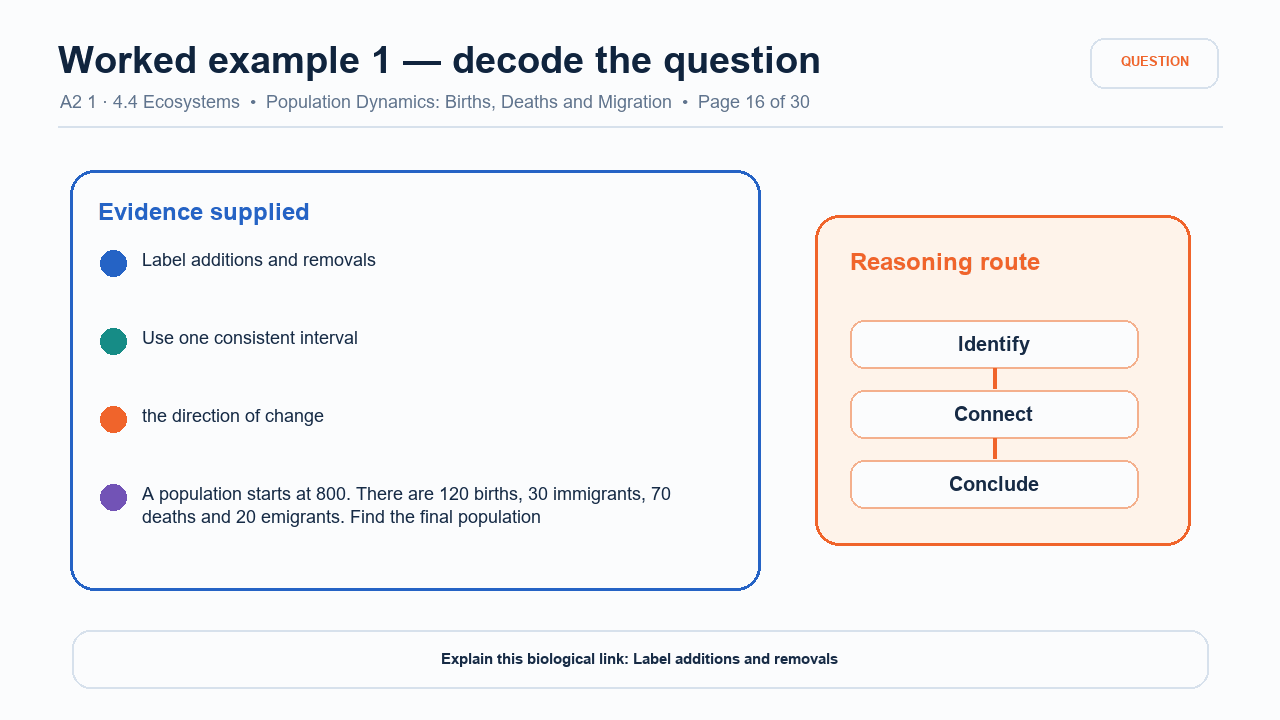 Worked example 1 — decode the question
QUESTION
A2 1 · 4.4 Ecosystems • Population Dynamics: Births, Deaths and Migration • Page 16 of 30
Evidence supplied
Label additions and removals
Use one consistent interval
the direction of change
A population starts at 800. There are 120 births, 30 immigrants, 70
deaths and 20 emigrants. Find the final population
Reasoning route
Identify
Connect
Conclude
Explain this biological link: Label additions and removals